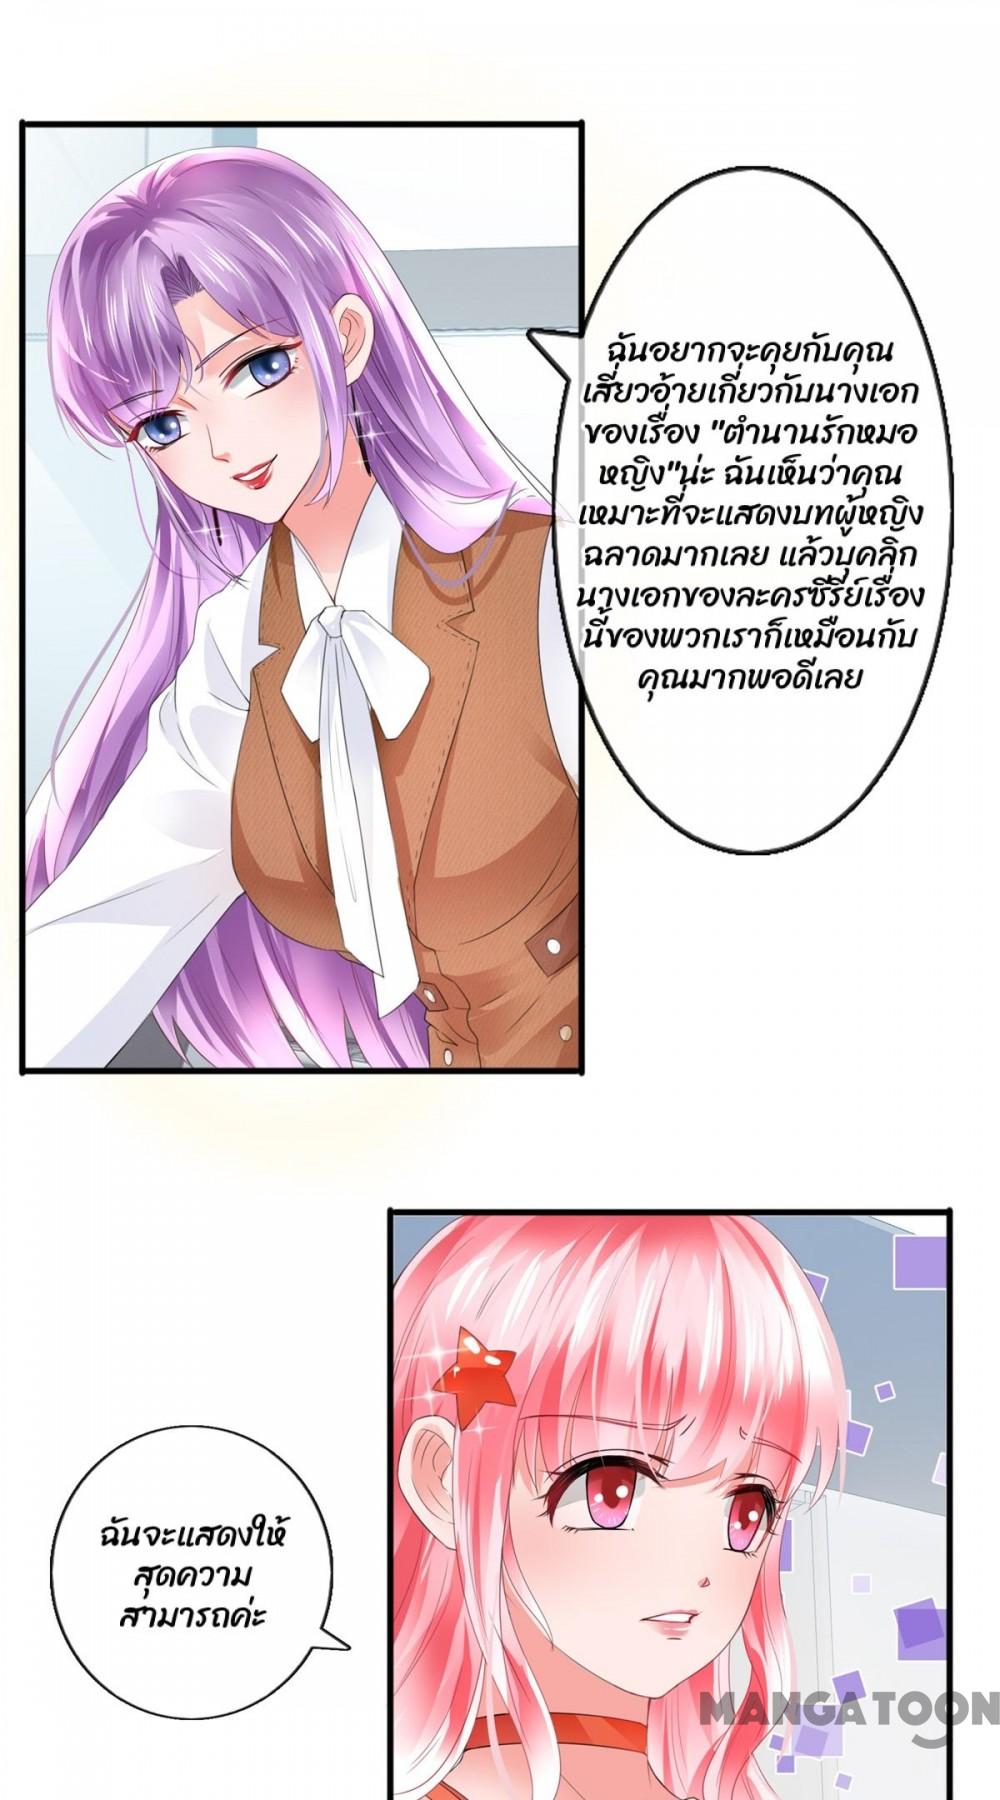 ฉันอยากจะคุยกับคุณ
เสี่ยวอ้ายเกี่ยวกับนางเอก
ของเรื่อง "ตำนานรักหมอ
หญิง"น่ะ ฉันเห็นว่าคุณ
เหมาะที่จะแสดงบทผู้หญิง
ฉลาดมากเลย แล้วบุคลิก
นางเอกของละครซีรีย์เรื่อง
นี้ของพวกเราก็เหมือนกับ
คุณมากพอดีเลย
ฉันจะแสดงให้
สุดความ
สามารถค่ะ
MANGATOON